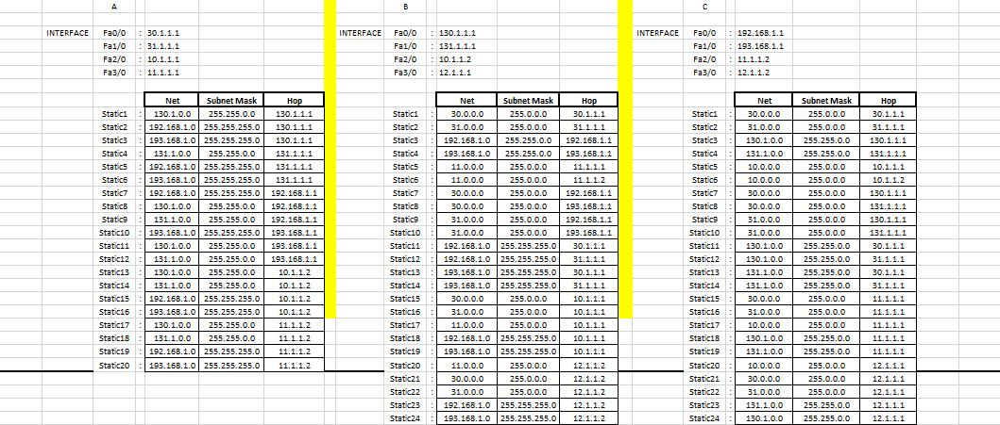 A B C
INTERFACE Fa0/0 : 30.1.1.1 INTERFACE Fa0/0 : 130.1.1.1 INTERFACE Fa0/0 : 192.168.1.1
Fa1/0 : 31.1.1.1 Fa1/0 : 131.1.1.1 Fa1/0 : 193.168.1.1
Fa2/0 : 10.1.1.1 Fa2/0 : 10.1.1.2 Fa2/0 : 11.1.1.2
Fa3/0 : 11.1.1.1 Fa3/0 : 12.1.1.1 Fa3/0 : 12.1.1.2
Net Subnet Mask Hop Net Subnet Mask Hop Net Subnet Mask Hop
Static1 : 130.1.0.0 255.255.0.0 130.1.1.1 Static1 : 30.0.0.0 255.0.0.0 30.1.1.1 Static1 : 30.0.0.0 255.0.0.0 30.1.1.1
Static2 : 192.168.1.0 255.255.255.0 130.1.1.1 Static2 : 31.0.0.0 255.0.0.0 31.1.1.1 Static2 : 31.0.0.0 255.0.0.0 31.1.1.1
Static3 : 193.168.1.0 255.255.255.0 130.1.1.1 Static3 : 192.168.1.0 255.255.0.0 192.168.1.1 Static3 : 130.1.0.0 255.255.0.0 130.1.1.1
Static4 : 131.1.0.0 255.255.0.0 131.1.1.1 Static4 : 193.168.1.0 255.255.0.0 193.168.1.1 Static4 : 131.1.0.0 255.255.0.0 131.1.1.1
Static5 : 192.168.1.0 255.255.255.0 131.1.1.1 Static5 : 11.0.0.0 255.0.0.0 11.1.1.1 Static5 : 10.0.0.0 255.0.0.0 10.1.1.1
Static6 : 193.168.1.0 255.255.255.0 131.1.1.1 Static6 : 11.0.0.0 255.0.0.0 11.1.1.2 Static6 : 10.0.0.0 255.0.0.0 10.1.1.2
Static7 : 192.168.1.0 255.255.255.0 192.168.1.1 Static7 : 30.0.0.0 255.0.0.0 192.168.1.1 Static7 : 30.0.0.0 255.0.0.0 130.1.1.1
Static8 : 130.1.0.0 255.255.0.0 192.168.1.1 Static8 : 30.0.0.0 255.0.0.0 193.168.1.1 Static8 : 30.0.0.0 255.0.0.0 131.1.1.1
Static9 : 131.1.0.0 255.255.0.0 192.168.1.1 Static9 : 31.0.0.0 255.0.0.0 192.168.1.1 Static9 : 31.0.0.0 255.0.0.0 130.1.1.1
Static10 : 193.168.1.0 255.255.255.0 193.168.1.1 Static10 : 31.0.0.0 255.0.0.0 193.168.1.1 Static10 : 31.0.0.0 255.0.0.0 131.1.1.1
Static11 : 130.1.0.0 255.255.0.0 193.168.1.1 Static11 : 192.168.1.0 255.255.255.0 30.1.1.1 Static11 : 130.1.0.0 255.255.0.0 30.1.1.1
Static12 : 131.1.0.0 255.255.0.0 193.168.1.1 Static12 : 192.168.1.0 255.255.255.0 31.1.1.1 Static12 : 130.1.0.0 255.255.0.0 31.1.1.1
Static13 : 130.1.0.0 255.255.0.0 10.1.1.2 Static13 : 193.168.1.0 255.255.255.0 30.1.1.1 Static13 : 131.1.0.0 255.255.0.0 30.1.1.1
Static14 : 131.1.0.0 255.255.0.0 10.1.1.2 Static14 : 193.168.1.0 255.255.255.0 31.1.1.1 Static14 : 131.1.0.0 255.255.0.0 31.1.1.1
Static15 : 192.168.1.0 255.255.255.0 10.1.1.2 Static15 : 30.0.0.0 255.0.0.0 10.1.1.1 Static15 : 30.0.0.0 255.0.0.0 11.1.1.1
Static16 : 193.168.1.0 255.255.255.0 10.1.1.2 Static16 : 31.0.0.0 255.0.0.0 10.1.1.1 Static16 : 31.0.0.0 255.0.0.0 11.1.1.1
Static17 : 130.1.0.0 255.255.0.0 11.1.1.2 Static17 : 11.0.0.0 255.0.0.0 10.1.1.1 Static17 : 10.0.0.0 255.0.0.0 11.1.1.1
Static18 : 131.1.0.0 255.255.0.0 11.1.1.2 Static18 : 192.168.1.0 255.255.255.0 10.1.1.1 Static18 : 130.1.0.0 255.255.0.0 11.1.1.1
Static19 : 192.168.1.0 255.255.255.0 11.1.1.2 Static19 : 193.168.1.0 255.255.255.0 10.1.1.1 Static19 : 131.1.0.0 255.255.0.0 11.1.1.1
Static20 : 193.168.1.0 255.255.255.0 11.1.1.2 Static20 : 11.0.0.0 255.0.0.0 12.1.1.2 Static20 : 10.0.0.0 255.0.0.0 12.1.1.1
Static21 : 30.0.0.0 255.0.0.0 12.1.1.2 Static21 : 30.0.0.0 255.0.0.0 12.1.1.1
Static22 : 31.0.0.0 255.0.0.0 12.1.1.2 Static22 : 31.0.0.0 255.0.0.0 12.1.1.1
Static23 : 192.168.1.0 255.255.255.0 12.1.1.2 Static23 : 131.1.0.0 255.255.0.0 12.1.1.1
Static24 : 193.168.1.0 255.255.255.0 12.1.1.2 Static24 : 130.1.0.0 255.255.0.0 12.1.1.1